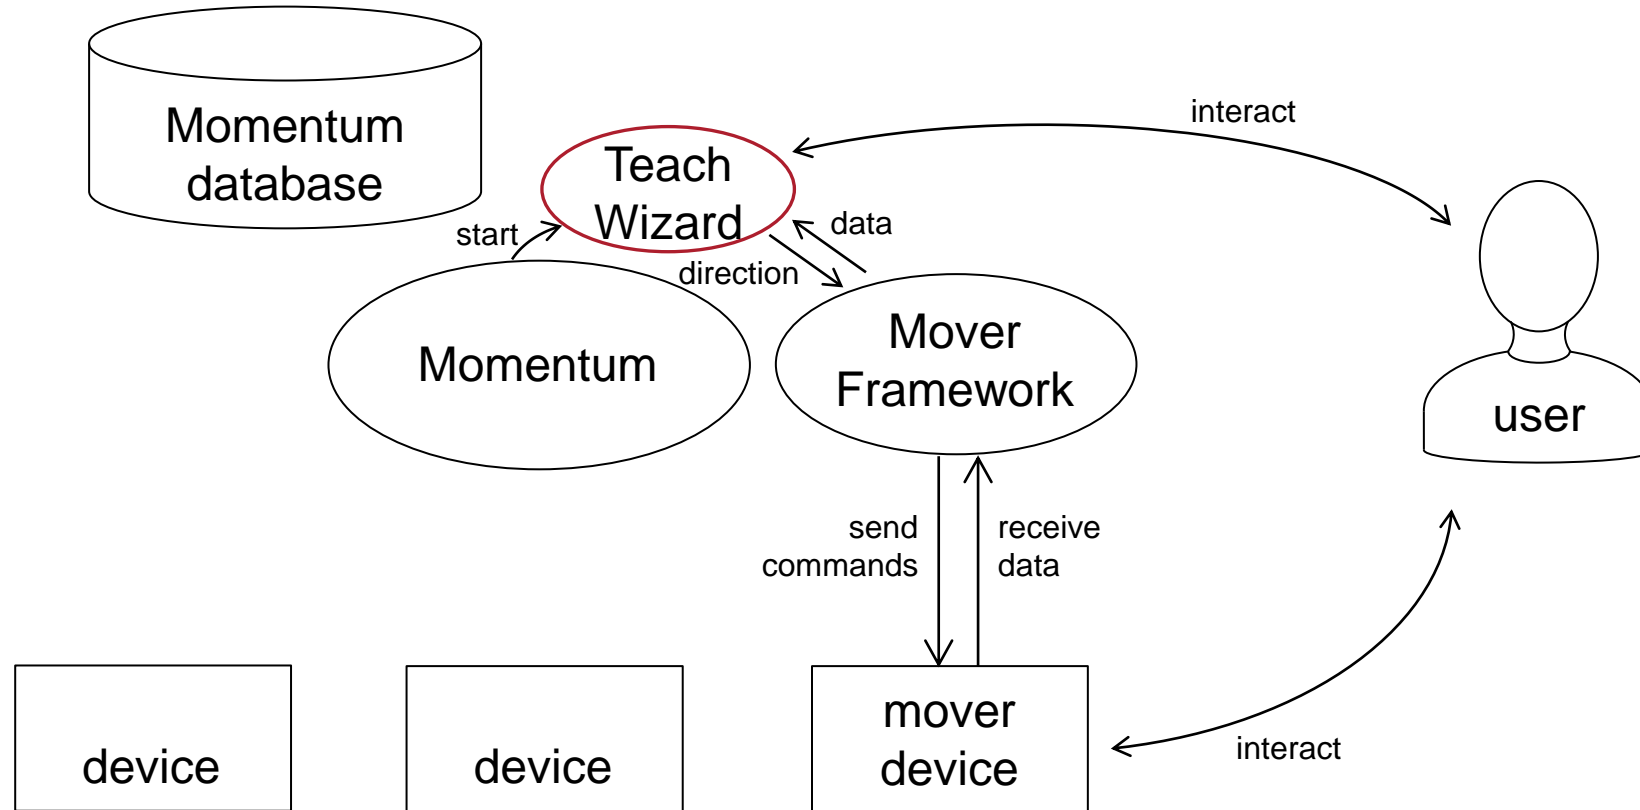 Momentum
database
Teach
Wizard
interact
start
data
direction
Momentum
Mover
Framework
user
send
commands
receive
data
device
device
mover
device
interact